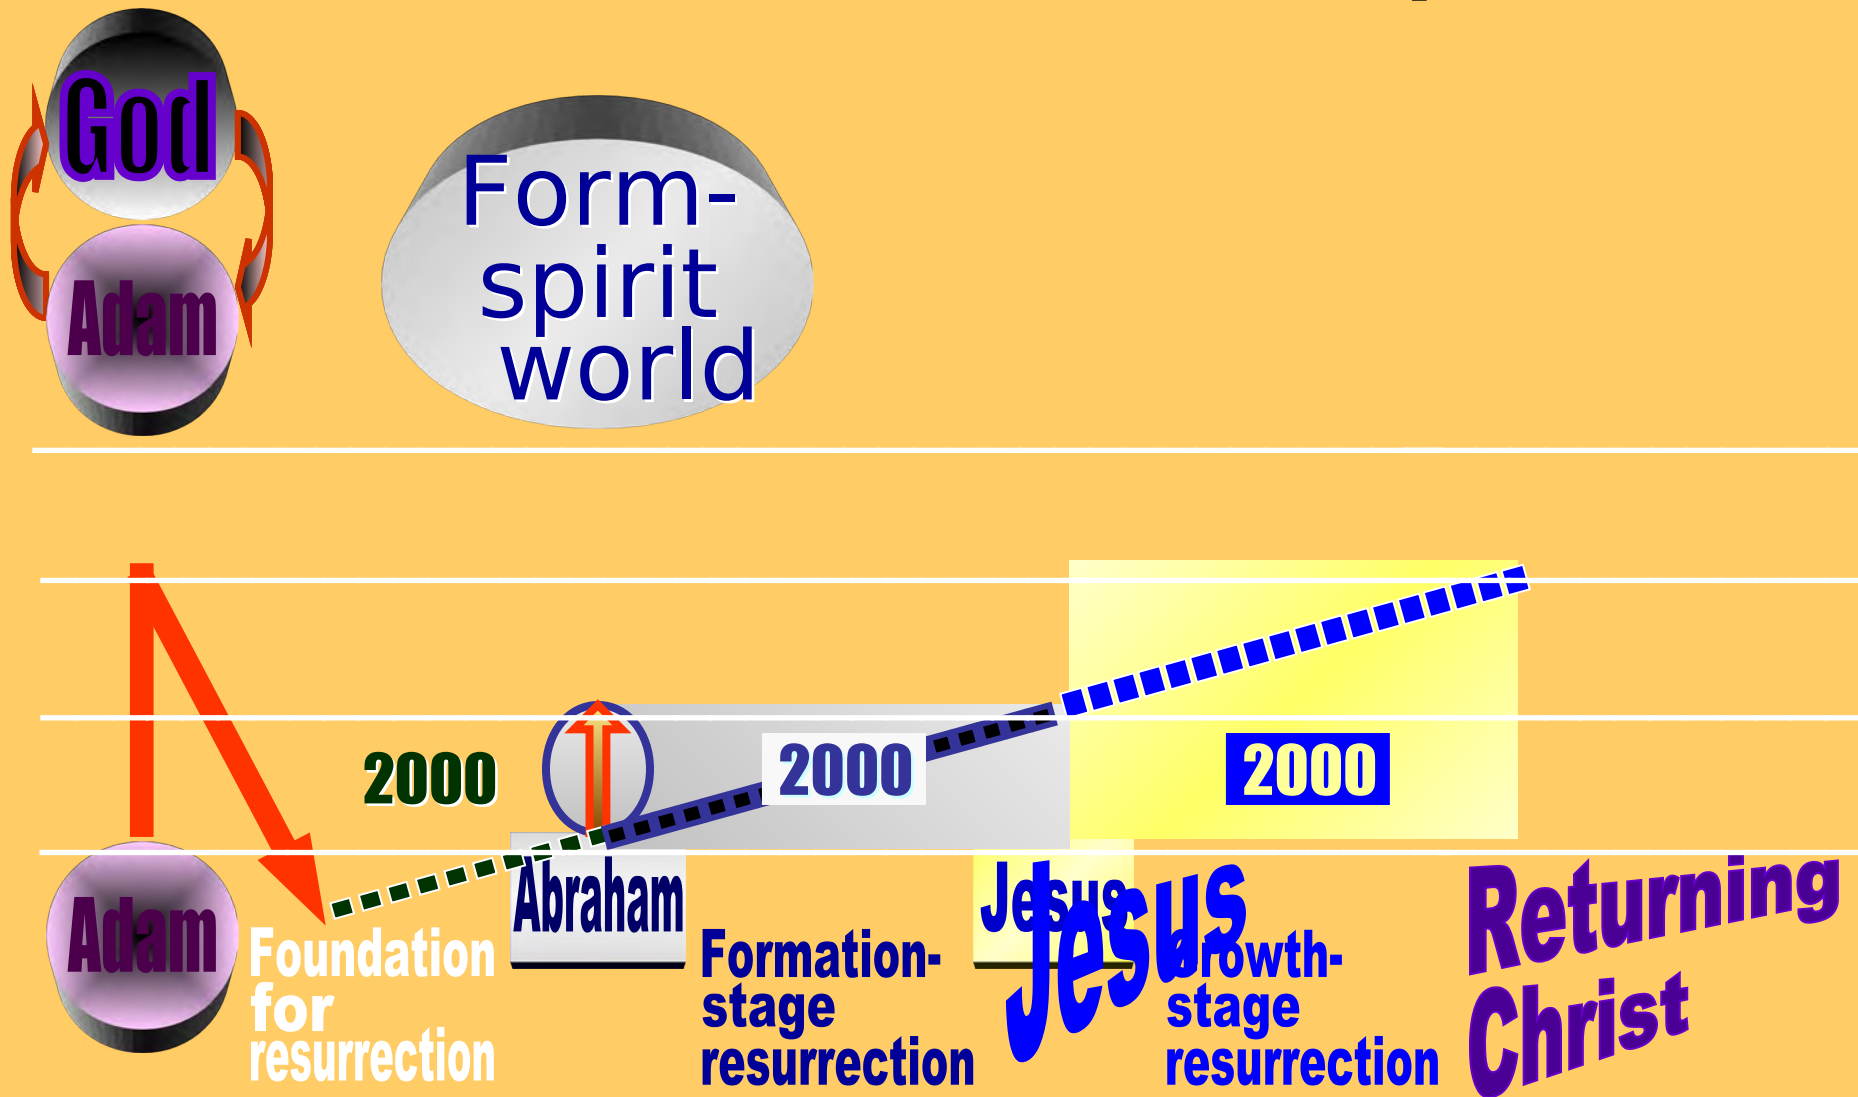 God
Adam
Form-
spirit
world
2000
2000
2000
Adam
Abraham
Jesus
Jesus
Returning
Christ
Foundation
for
resurrection
Formation-
stage
resurrection
Growth-
stage
resurrection